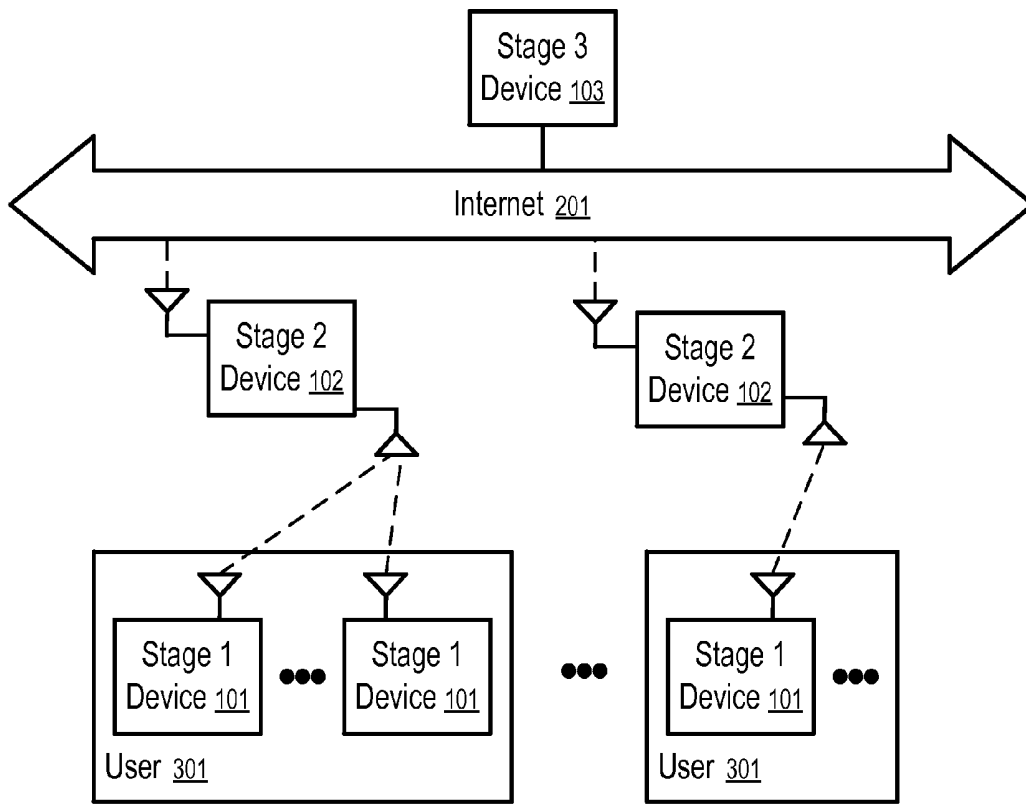 Stage 3
Device 103
Internet 201
Stage 2
Device 102
Stage 2
Device 102
Stage 1
Device 101
Stage 1
Device 101
Stage 1
Device 101
User 301
User 301